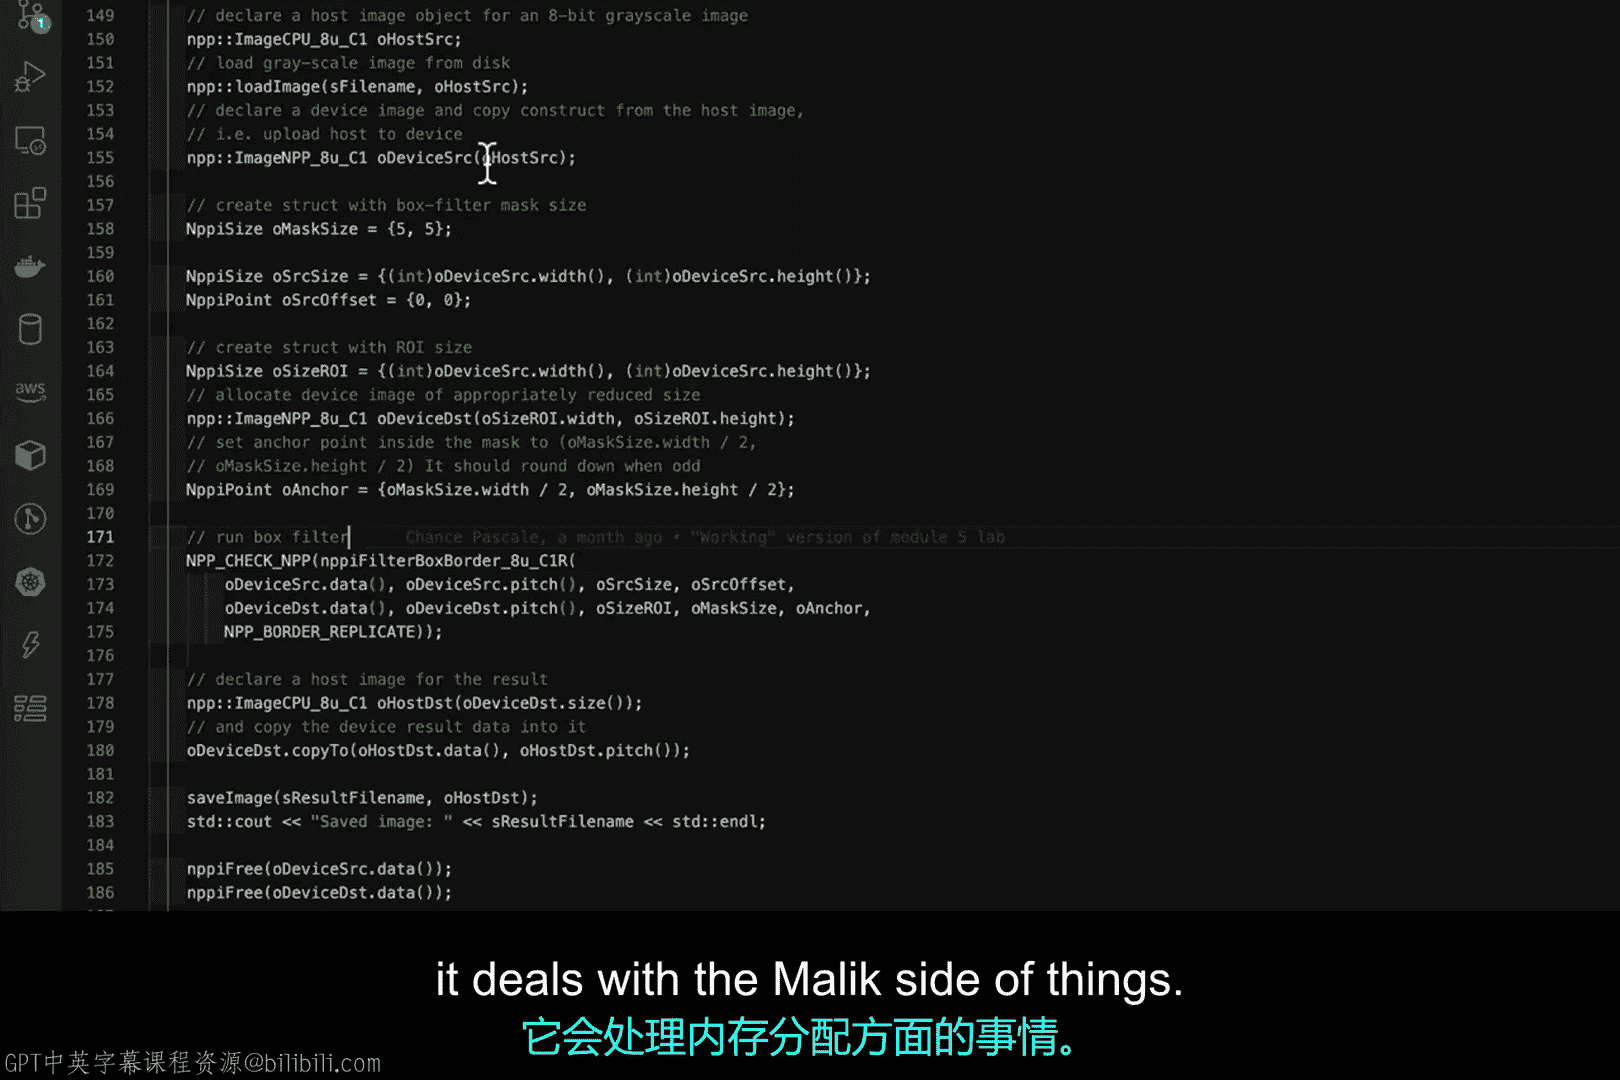 149 // declare a host image object for an 8-bit grayscale image
150 npp::ImageCPU_8u_C1 oHostSrc;
151 // load gray-scale image from disk
152 npp::loadImage(sFilename, oHostSrc);
153 // declare a device image and copy construct from the host image,
154 // i.e. upload host to device
155 npp::ImageNPP_8u_C1 oDeviceSrc(oHostSrc);
156
157 // create struct with box-filter mask size
158 NppiSize oMaskSize = {5, 5};
159
160 NppiSize oSrcSize = {(int)oDeviceSrc.width(), (int)oDeviceSrc.height()};
161 NppiPoint oSrcOffset = {0, 0};
162
163 // create struct with ROI size
164 NppiSize oSizeROI = {(int)oDeviceSrc.width(), (int)oDeviceSrc.height()};
165 // allocate device image of appropriately reduced size
166 npp::ImageNPP_8u_C1 oDeviceDst(oSizeROI.width, oSizeROI.height);
167 // set anchor point inside the mask to (oMaskSize.width / 2,
168 // oMaskSize.height / 2) It should round down when odd
169 NppiPoint oAnchor = {oMaskSize.width / 2, oMaskSize.height / 2};
170
171 // run box filter Chance Pascale, a month ago • "Working" version of module 5 lab
172 NPP_CHECK_NPP(nppiFilterBoxBorder_8u_C1R(
173 oDeviceSrc.data(), oDeviceSrc.pitch(), oSrcSize, oSrcOffset,
174 oDeviceDst.data(), oDeviceDst.pitch(), oSizeROI, oMaskSize, oAnchor,
175 NPP_BORDER_REPLICATE));
176
177 // declare a host image for the result
178 npp::ImageCPU_8u_C1 oHostDst(oDeviceDst.size());
179 // and copy the device result data into it
180 oDeviceDst.copyTo(oHostDst.data(), oHostDst.pitch());
181
182 saveImage(sResultFilename, oHostDst);
183 std::cout << "Saved image: " << sResultFilename << std::endl;
184
185 nppiFree(oDeviceSrc.data());
186 nppiFree(oDeviceDst.data());
1
aws
it deals with the Malik side of things.
它会处理内存分配方面的事情。
GPT中英字幕课程资源@bilibili.com